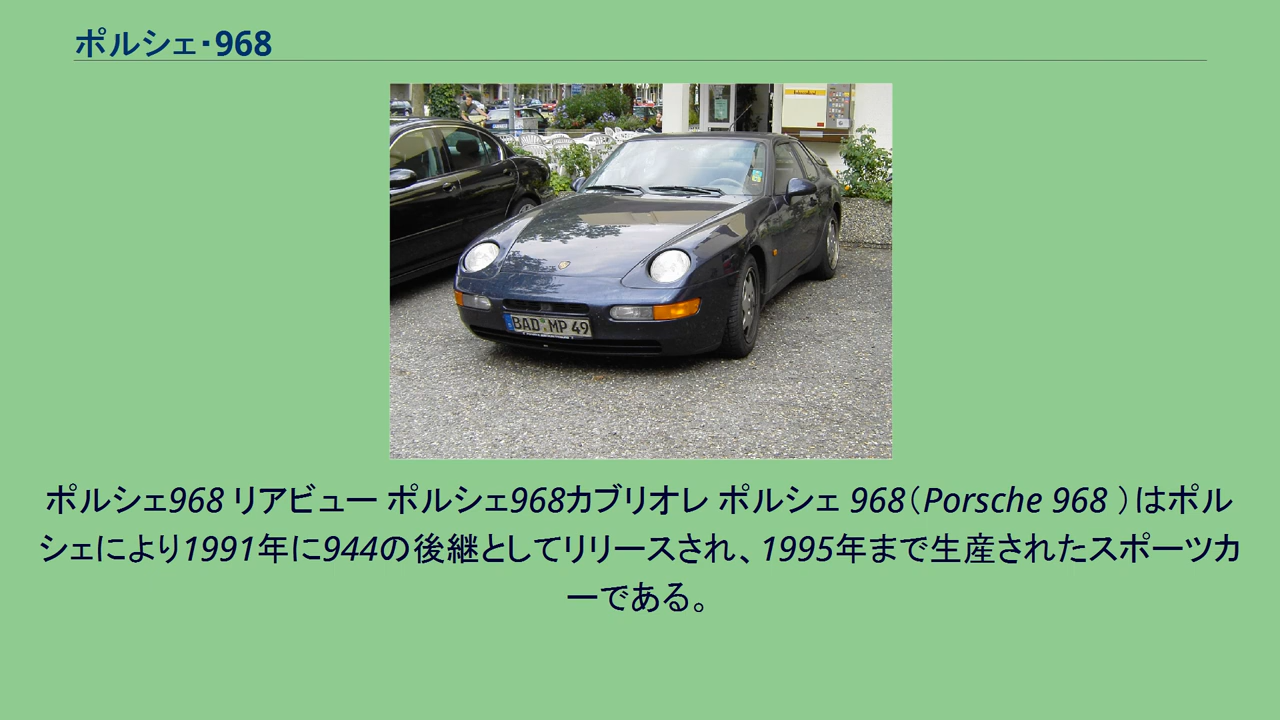 ポルシェ・968
BAD MP 49
ポルシェ968 リアビュー ポルシェ968カブリオレ ポルシェ 968（Porsche 968 ）はポル
シェにより1991年に944の後継としてリリースされ、1995年まで生産されたスポーツカ
ーである。